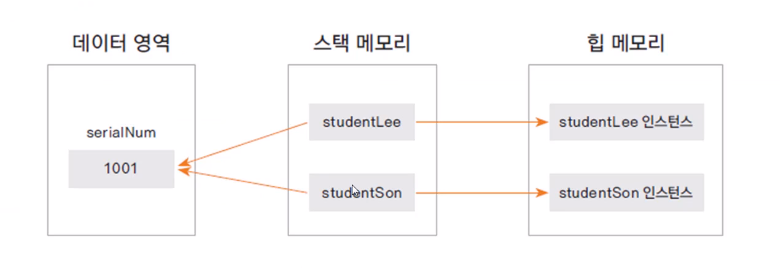 데이터 영역
스택 메모리
힙 메모리
serialNum
1001
studentLee
studentSon
studentLee 인스턴스
studentSon 인스턴스